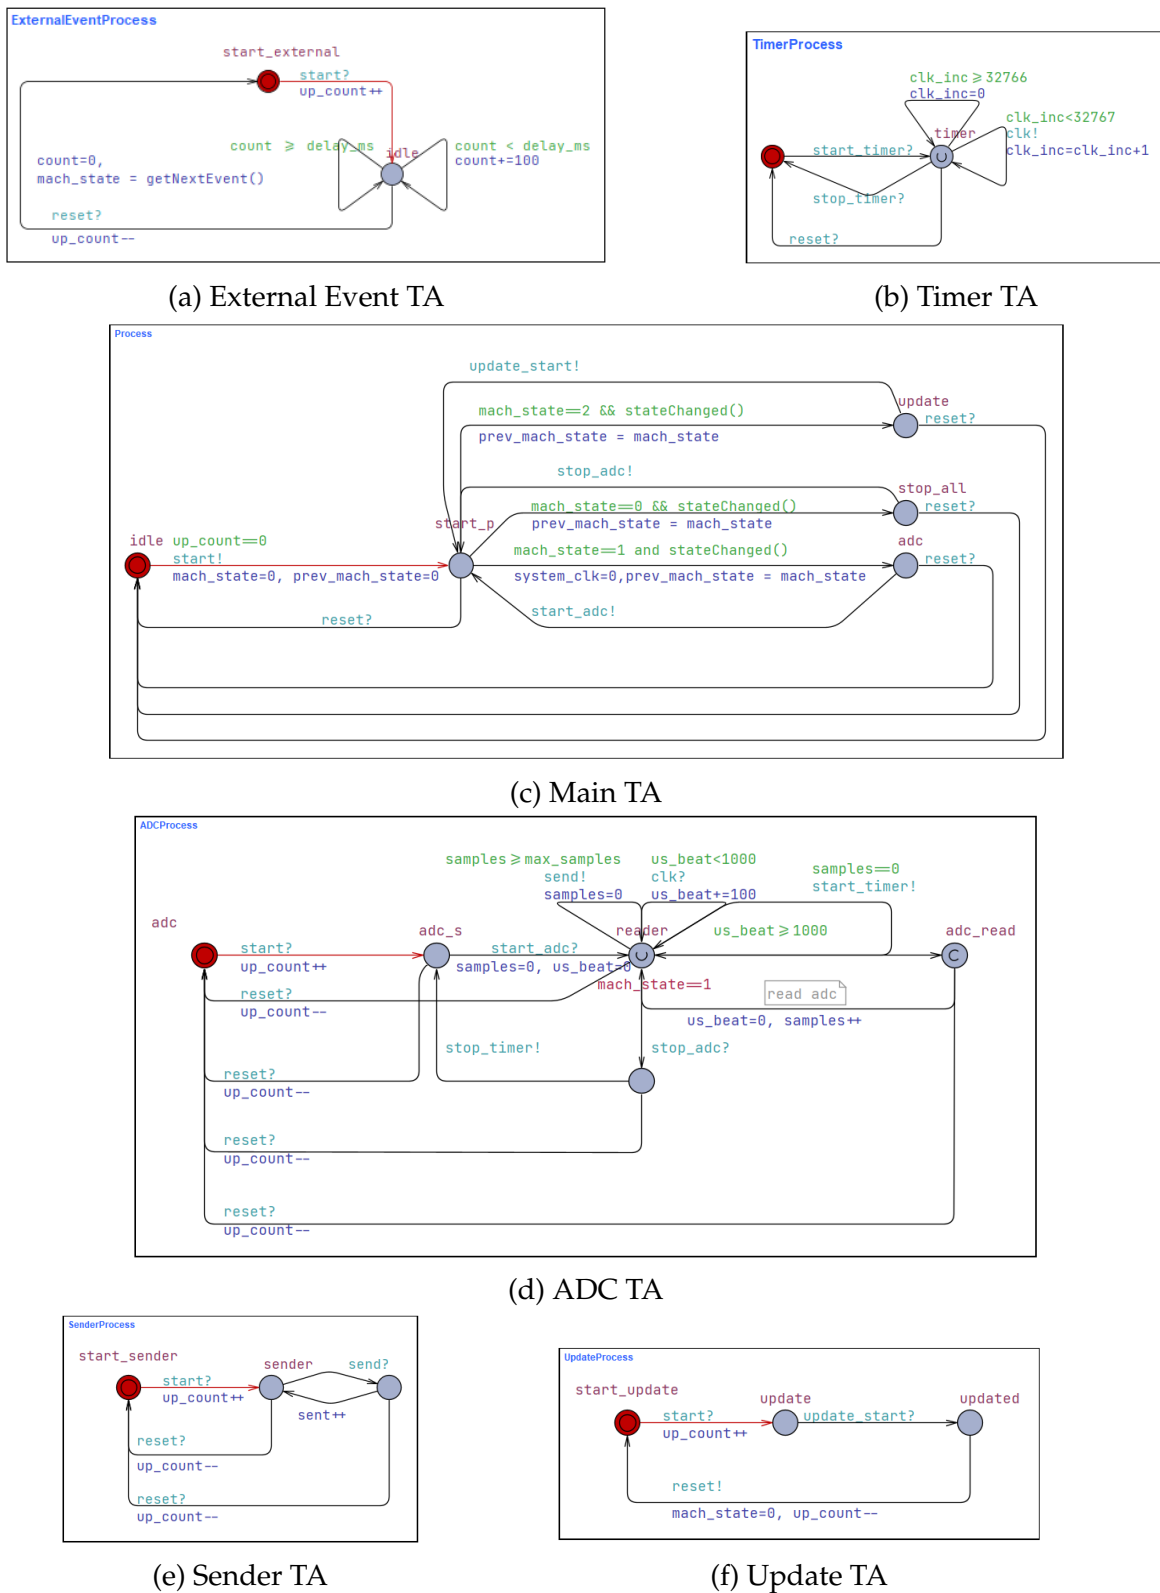 ExternalEventProcess
start_external
start?
up_count++
count ≥ delay_ms
idle
count < delay_ms
count+=100
count=0,
mach_state = getNextEvent()
reset?
up_count--
(a) External Event TA
TimerProcess
clk_inc≥32766
clk_inc=0
timer
clk_inc<32767
clk!
clk_inc=clk_inc+1
start_timer?
U
stop_timer?
reset?
(b) Timer TA
Process
update_start!
update
mach_state==2 && stateChanged()
reset?
prev_mach_state = mach_state
stop_adc!
stop_all
mach_state==0 && stateChanged()
reset?
start_p
prev_mach_state = mach_state
idle
up_count==0
adc
start!
mach_state==1 and stateChanged()
reset?
mach_state=0, prev_mach_state=0
system_clk=0,prev_mach_state = mach_state
reset?
start_adc!
(c) Main TA
ADCProcess
samples≥max_samples
send!
samples=0
us_beat<1000
clk?
us_beat+=100
samples==0
start_timer!
adc
adc_s
reader
us_beat≥1000
adc_read
start?
up_count++
start_adc?
samples=0, us_beat=0
U
C
mach_state==1
reset?
up_count--
read adc
us_beat=0, samples++
stop_timer!
stop_adc?
reset?
up_count--
reset?
up_count--
reset?
up_count--
(d) ADC TA
SenderProcess
start_sender
sender
send?
start?
up_count++
sent++
reset?
up_count--
reset?
up_count--
(e) Sender TA
UpdateProcess
start_update
update
updated
start?
up_count++
update_start?
reset!
mach_state=0, up_count--
(f) Update TA